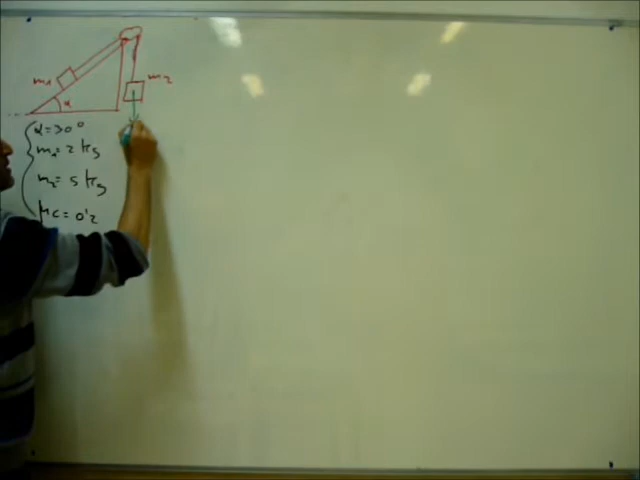 m₁
m₂
α
α = 30°
m₁ = 2 kg
m₂ = 5 kg
μc = 0'2